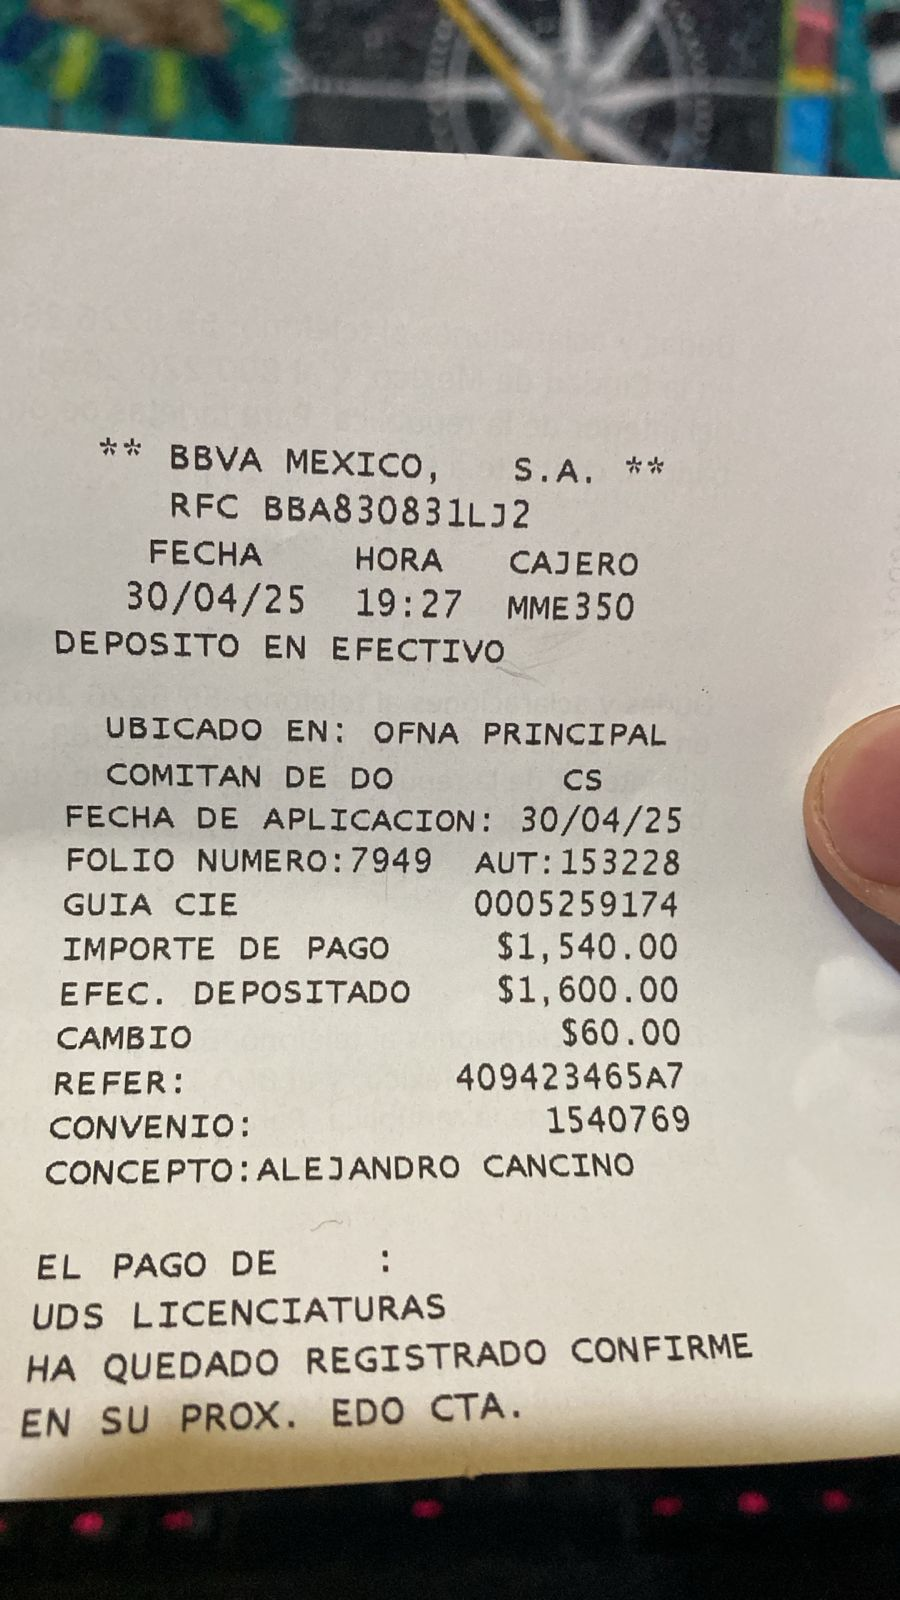 ** BBVA MEXICO, S.A. **
RFC BBA830831LJ2
FECHA HORA CAJERO
30/04/25 19:27 MME350
DEPOSITO EN EFECTIVO
UBICADO EN: OFNA PRINCIPAL
COMITAN DE DO CS
FECHA DE APLICACION: 30/04/25
FOLIO NUMERO:7949 AUT:153228
GUIA CIE 0005259174
IMPORTE DE PAGO $1,540.00
EFEC. DEPOSITADO $1,600.00
CAMBIO $60.00
REFER: 409423465A7
CONVENIO: 1540769
CONCEPTO:ALEJANDRO CANCINO
EL PAGO DE :
UDS LICENCIATURAS
HA QUEDADO REGISTRADO CONFIRME
EN SU PROX. EDO CTA.